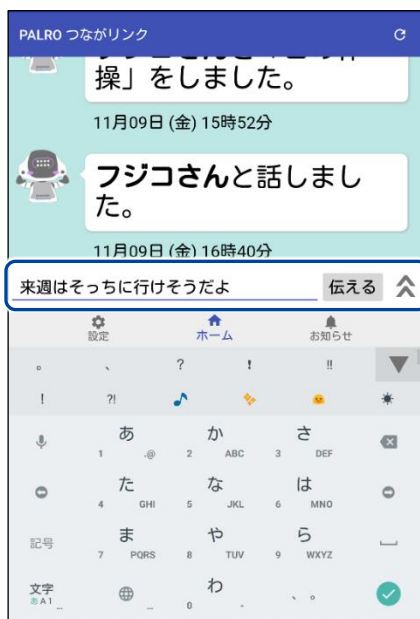 PALRO つながリンク
操」をしました。
11月09日 (金) 15時52分
フジコさんと話しまし
た。
11月09日 (金) 16時40分
来週はそっちに行けそうだよ 伝える
設定 ホーム お知らせ
。 、 ? ! !!
! ?!
あ か さ
1 .@ 2 ABC 3 DEF
た な は
4 GHI 5 JKL 6 MNO
記号 ま や ら
7 PQRS 8 TUV 9 WXYZ
文字 わ 、。
あA1 ... ... 0 -